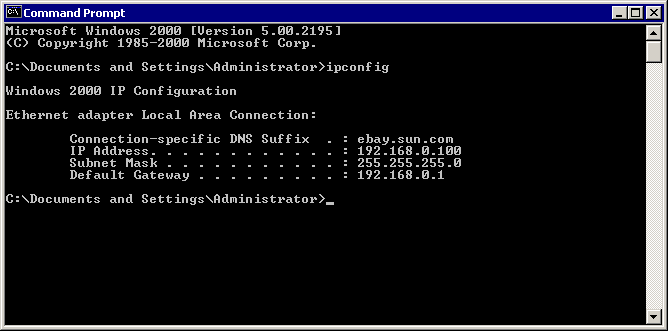 Command Prompt
Microsoft Windows 2000 [Version 5.00.2195]
(C) Copyright 1985-2000 Microsoft Corp.
C:\Documents and Settings\Administrator>ipconfig
Windows 2000 IP Configuration
Ethernet adapter Local Area Connection:
Connection-specific DNS Suffix . : ebay.sun.com
IP Address. . . . . . . . . . . . : 192.168.0.100
Subnet Mask . . . . . . . . . . . : 255.255.255.0
Default Gateway . . . . . . . . . : 192.168.0.1
C:\Documents and Settings\Administrator>_